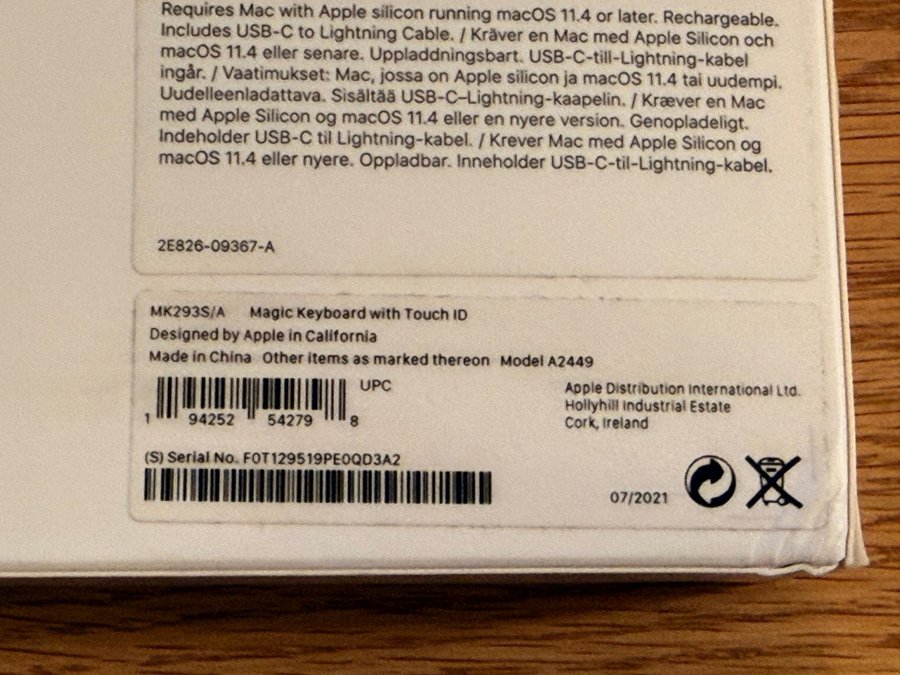 Requires Mac with Apple silicon running macOS 11.4 or later. Rechargeable.
Includes USB-C to Lightning Cable. / Kräver en Mac med Apple Silicon och
macOS 11.4 eller senare. Uppladdningsbart. USB-C-till-Lightning-kabel
ingår. / Vaatimukset: Mac, jossa on Apple silicon ja macOS 11.4 tai uudempi.
Uudelleenladattava. Sisältää USB-C–Lightning-kaapelin. / Kræver en Mac
med Apple Silicon og macOS 11.4 eller en nyere version. Genopladeligt.
Indeholder USB-C til Lightning-kabel. / Krever Mac med Apple Silicon og
macOS 11.4 eller nyere. Oppladbar. Inneholder USB-C-til-Lightning-kabel.
2E826-09367-A
MK293S/A Magic Keyboard with Touch ID
Designed by Apple in California
Made in China Other items as marked thereon Model A2449
UPC
1 94252 54279 8
Apple Distribution International Ltd.
Hollyhill Industrial Estate
Cork, Ireland
(S) Serial No. F0T129519PE0QD3A2
07/2021